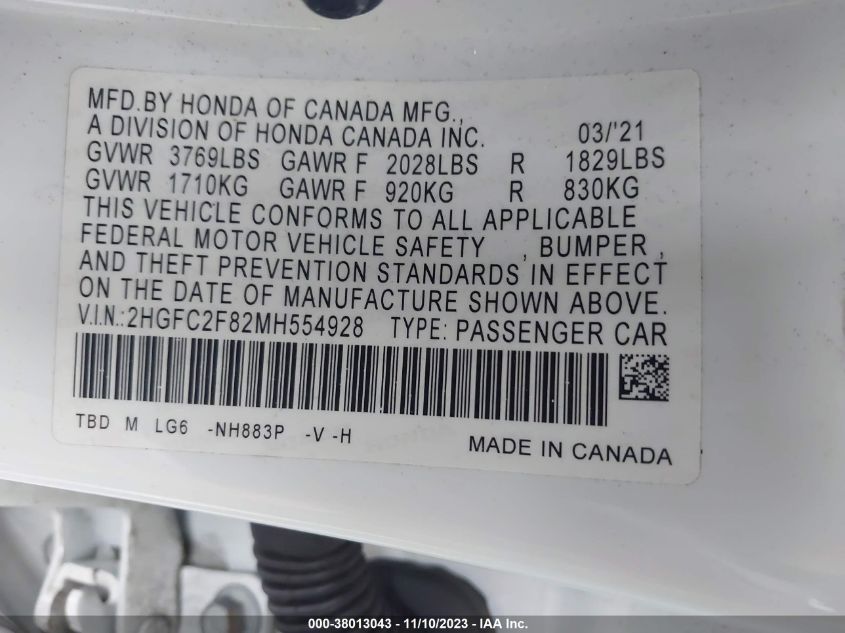 MFD.BY HONDA OF CANADA MFG.,
A DIVISION OF HONDA CANADA INC. 03/'21
GVWR 3769LBS GAWR F 2028LBS R 1829LBS
GVWR 1710KG GAWR F 920KG R 830KG
THIS VEHICLE CONFORMS TO ALL APPLICABLE
FEDERAL MOTOR VEHICLE SAFETY , BUMPER ,
AND THEFT PREVENTION STANDARDS IN EFFECT
ON THE DATE OF MANUFACTURE SHOWN ABOVE.
V.I.N.:2HGFC2F82MH554928 TYPE: PASSENGER CAR
TBD M LG6 -NH883P -V -H
MADE IN CANADA
000-38013043 - 11/10/2023 - IAA Inc.